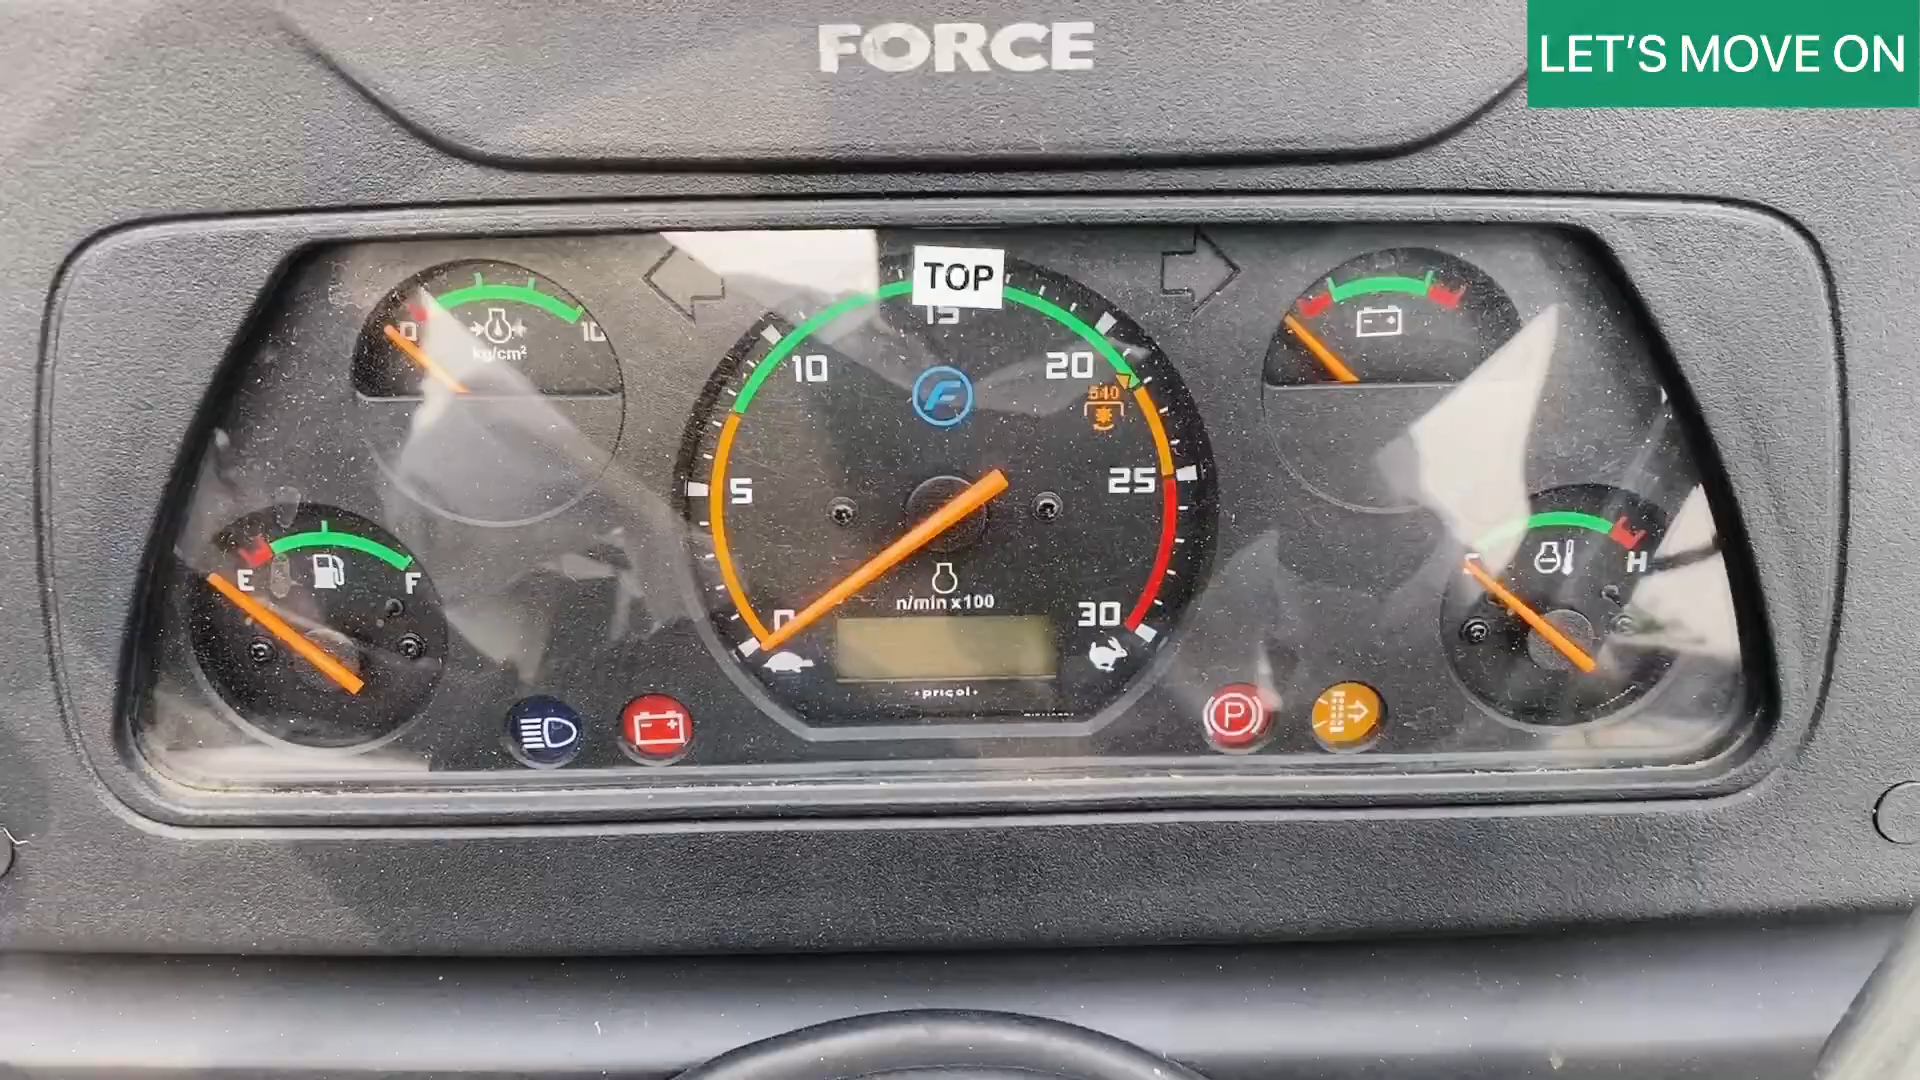 FORCE
LET'S MOVE ON
TOP
0
10
kg/cm²
10
15
20
540
5
25
E
F
C
H
n/min x100
0
30
pricol
P